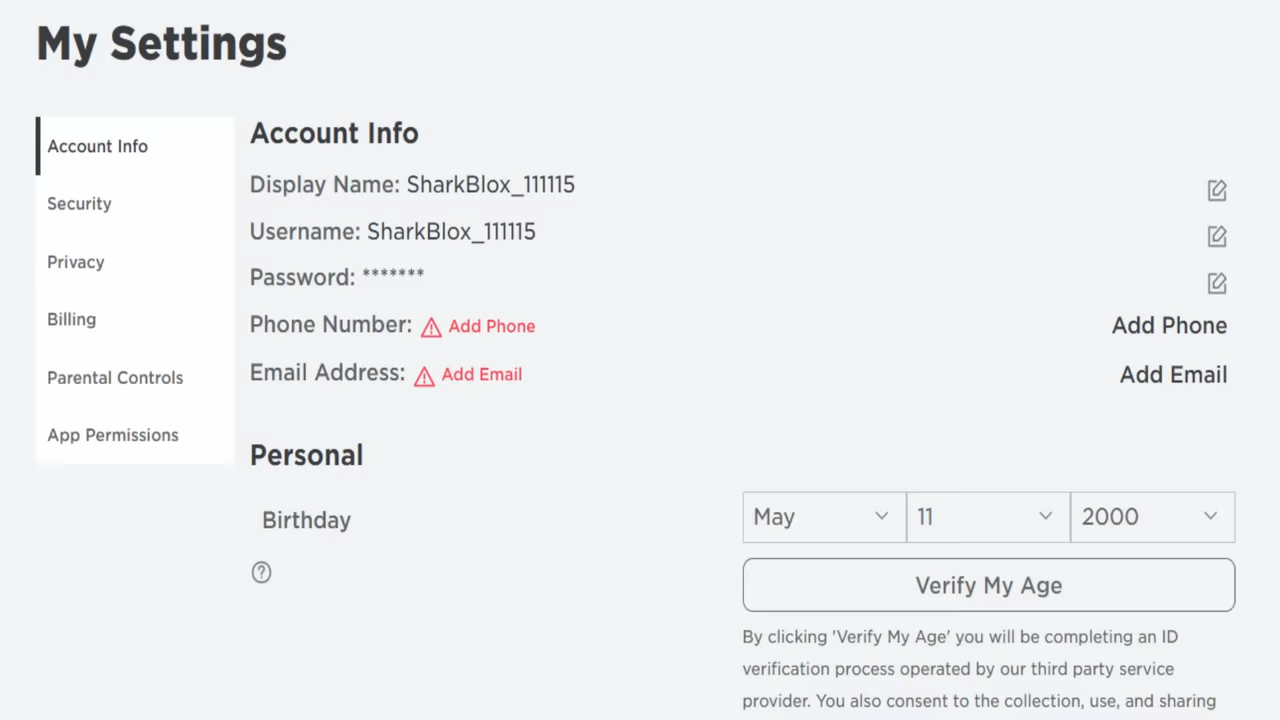 My Settings
Account Info
Security
Privacy
Billing
Parental Controls
App Permissions
Account Info
Display Name: SharkBlox_111115
Username: SharkBlox_111115
Password: *******
Phone Number: Add Phone
Add Phone
Email Address: Add Email
Add Email
Personal
Birthday
May 11 2000
Verify My Age
By clicking 'Verify My Age' you will be completing an ID
verification process operated by our third party service
provider. You also consent to the collection, use, and sharing